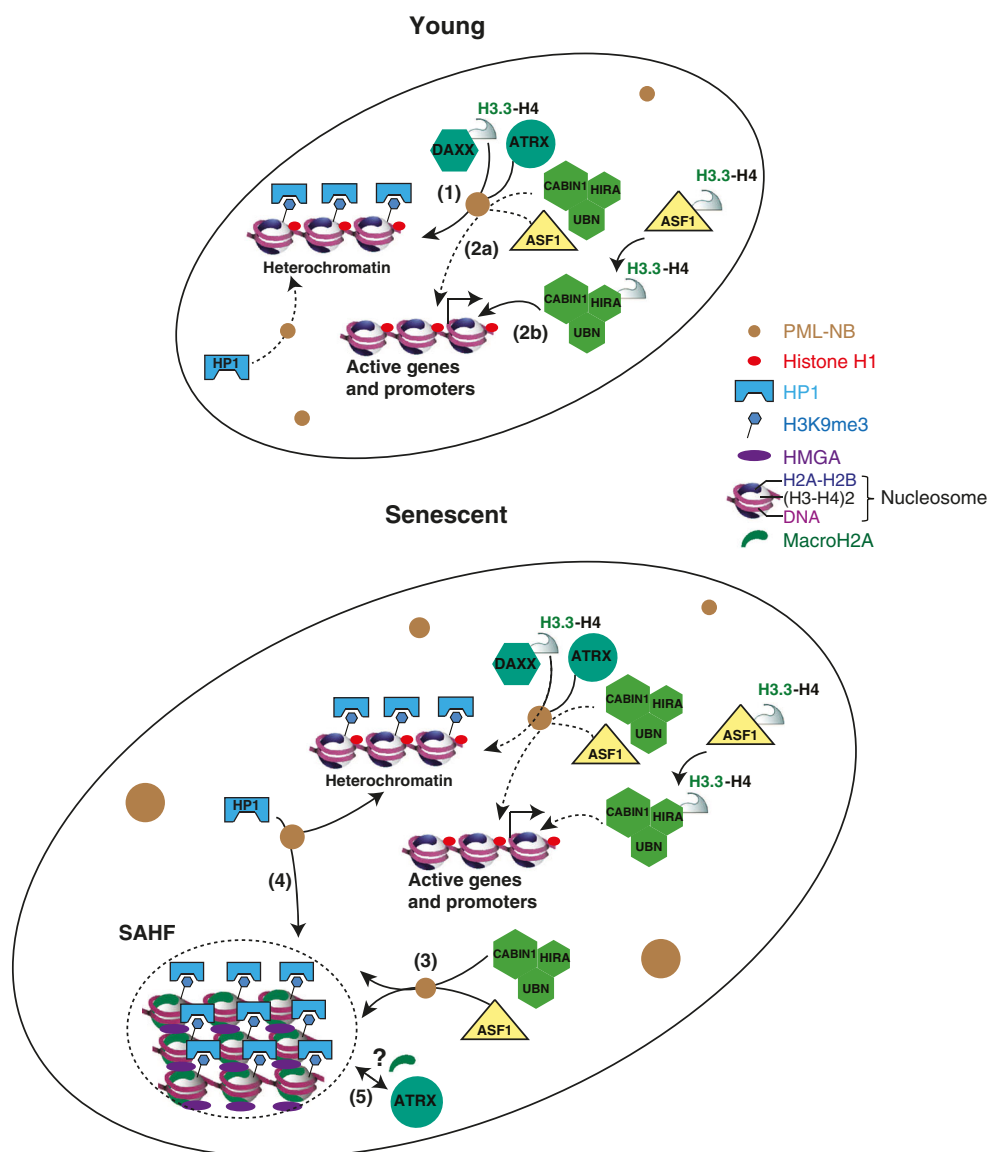 Young
H3.3-H4
DAXX
ATRX
(1)
CABIN1
HIRA
UBN
H3.3-H4
ASF1
ASF1
(2a)
Heterochromatin
H3.3-H4
CABIN1
HIRA
UBN
(2b)
HP1
Active genes
and promoters
PML-NB
Histone H1
HP1
H3K9me3
HMGA
H2A-H2B
(H3-H4)2
DNA
Nucleosome
MacroH2A
Senescent
H3.3-H4
DAXX
ATRX
CABIN1
HIRA
UBN
H3.3-H4
ASF1
ASF1
Heterochromatin
H3.3-H4
CABIN1
HIRA
UBN
HP1
(4)
Active genes
and promoters
SAHF
(3)
CABIN1
HIRA
UBN
ASF1
?
(5)
ATRX